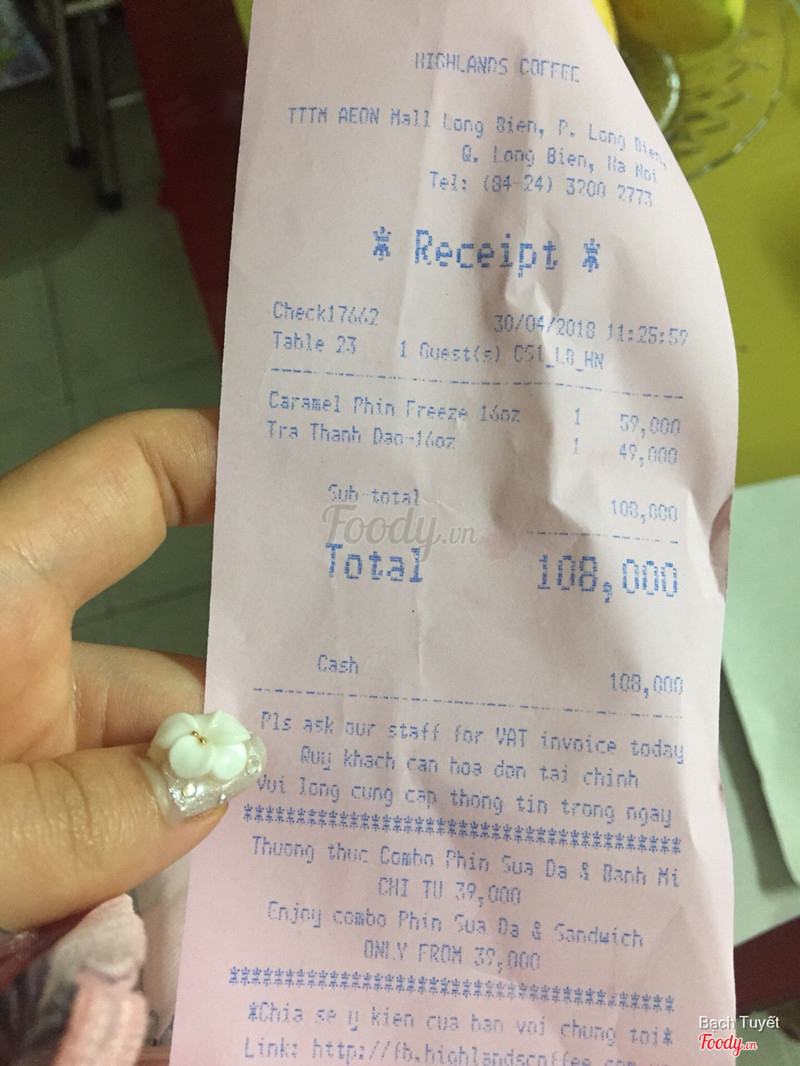 HIGHLANDS COFFEE
TTTM AEON Mall Long Bien, P. Long Bien,
Q. Long Bien, Ha Noi
Tel: (84-24) 3200 2773
* Receipt *
Check17662 30/04/2018 11:25:59
Table 23 1 Guest(s) CS1_LB_HN
Caramel Phin Freeze 16oz 1 59,000
Tra Thanh Dao-16oz 1 49,000
Sub-total 108,000
Foody.vn
Total 108,000
Cash 108,000
Pls ask our staff for VAT invoice today
Quy khach can hoa don tai chinh
Vui long cung cap thong tin trong ngay
****************************************
Thuong thuc Combo Phin Sua Da & Banh Mi
CHI TU 39,000
Enjoy combo Phin Sua Da & Sandwich
ONLY FROM 39,000
****************************************
*Chia se y kien cua ban voi chung toi*
Link: http://fb.highlandscoffee.com.vn
Bạch Tuyết
Foody.vn